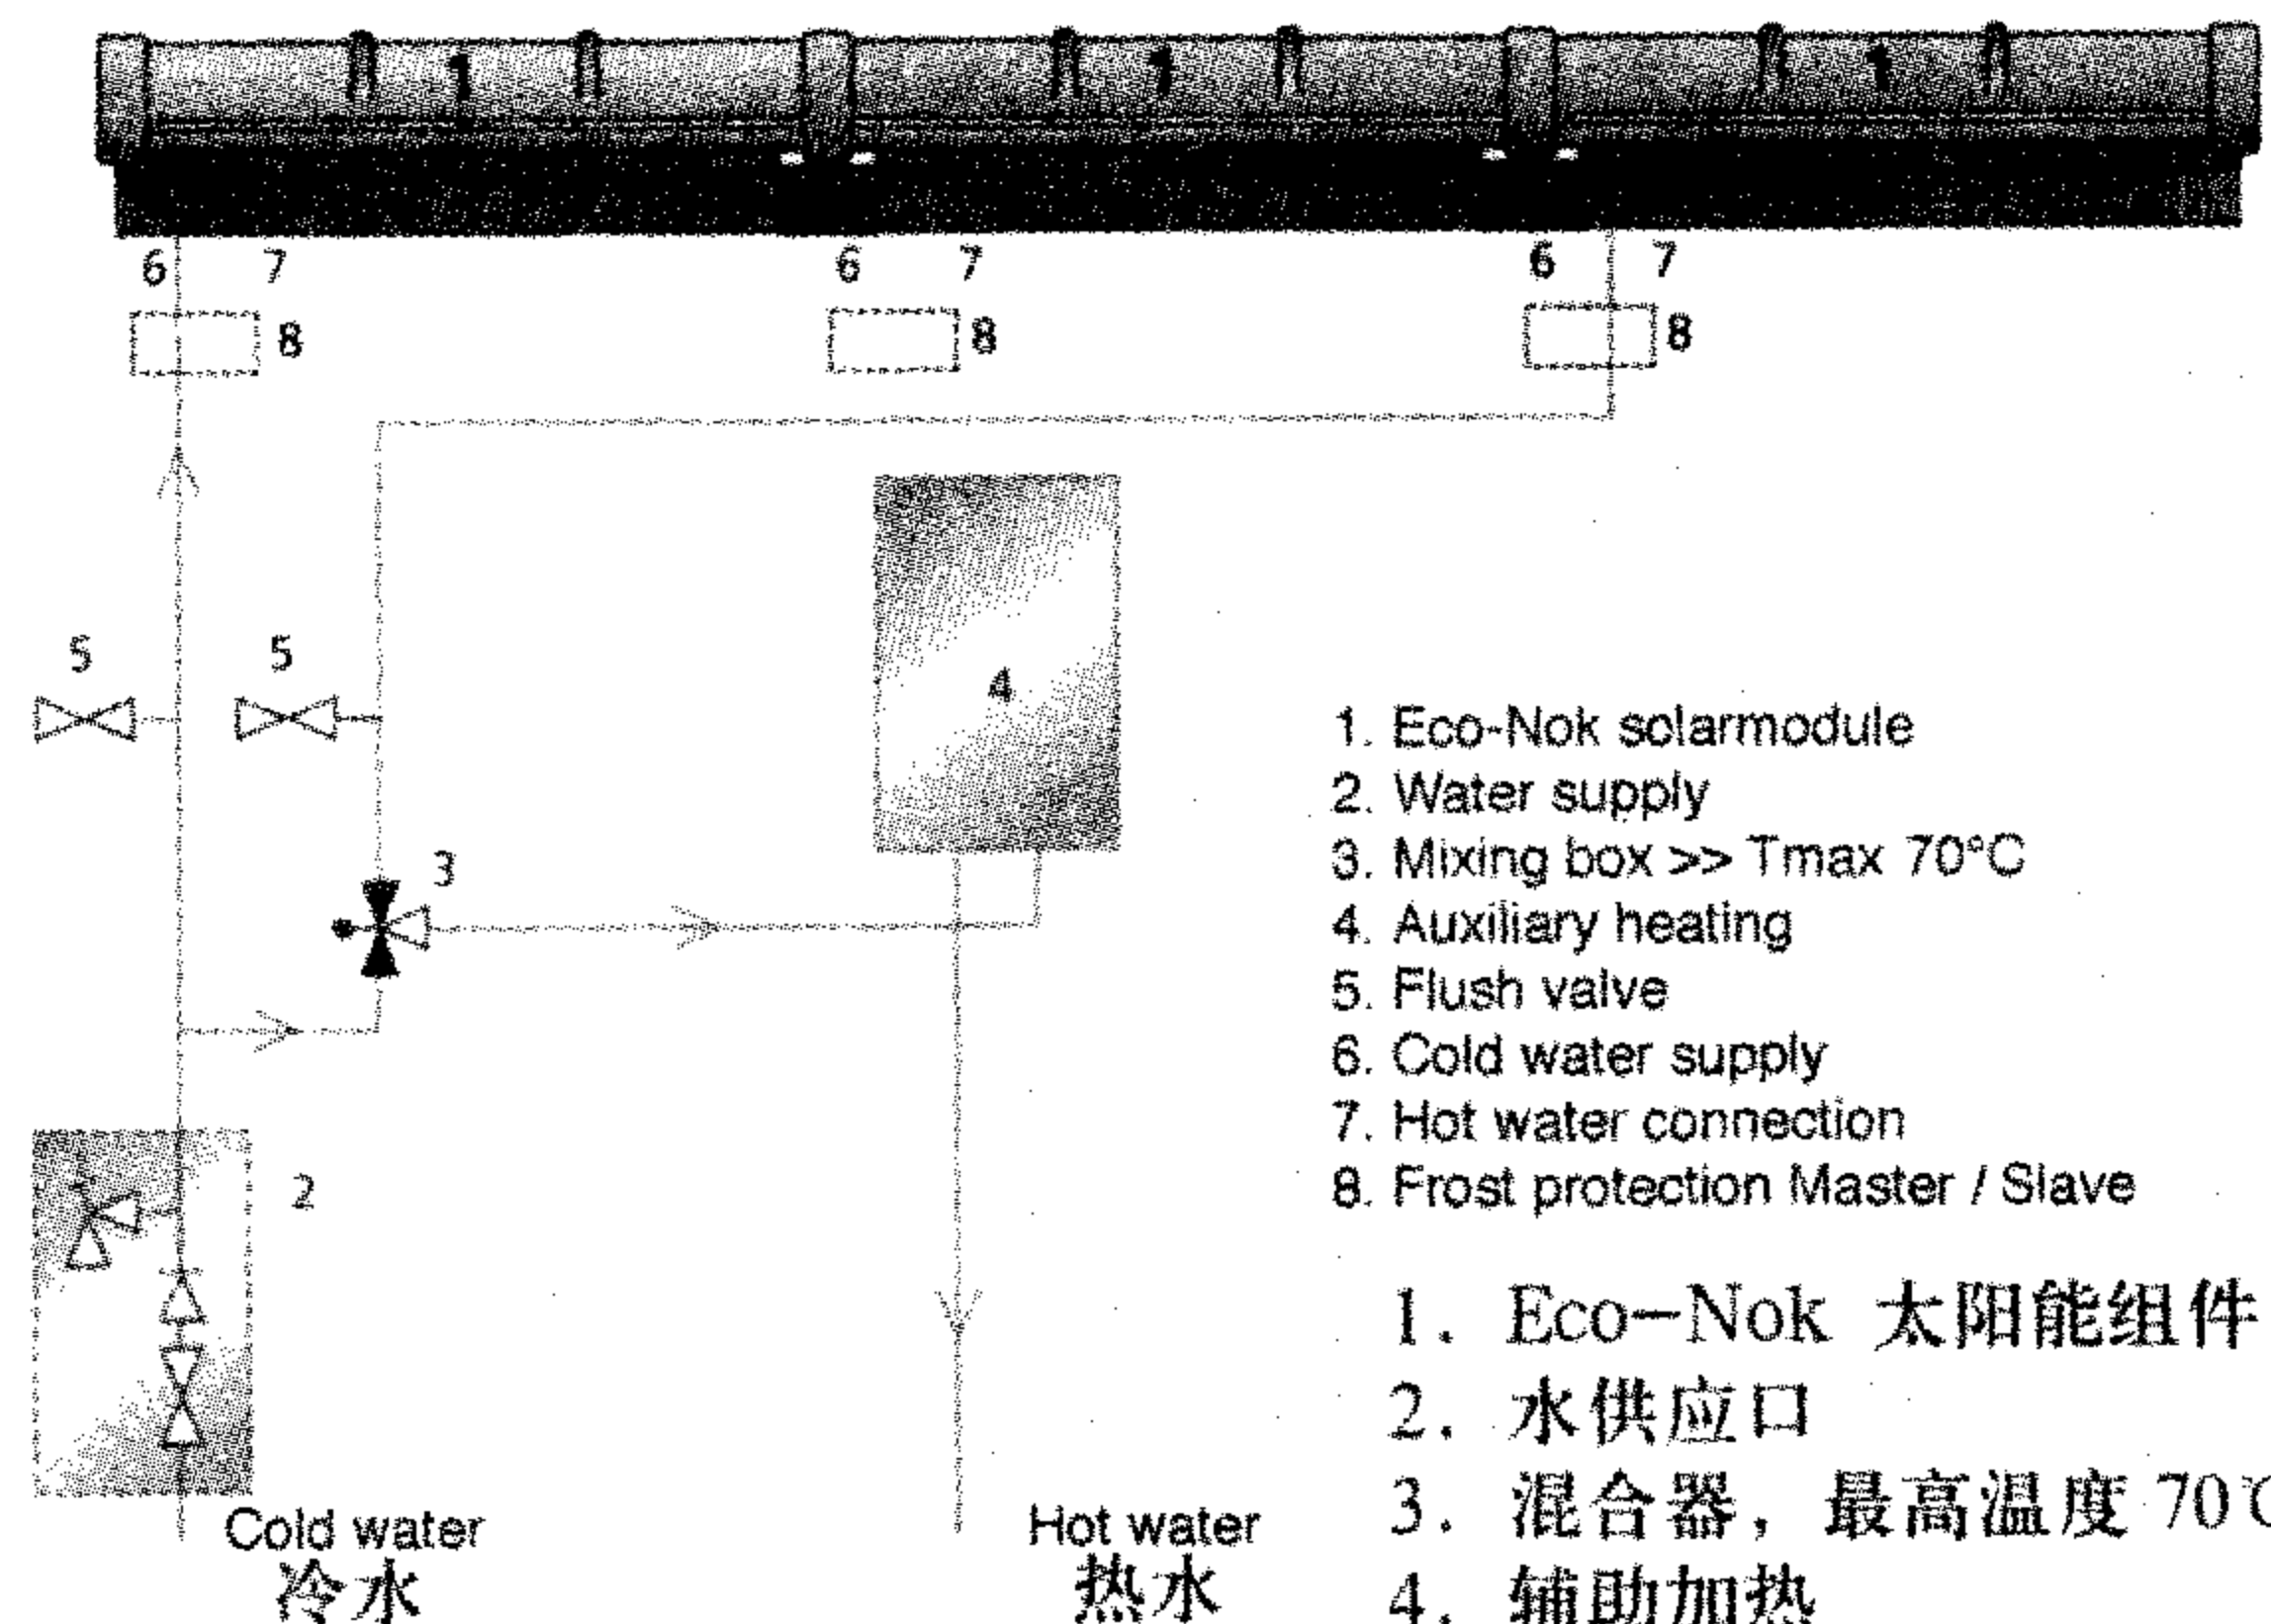 1 1 1
6 7 6 7 6 7
8 8 8
5 5
4
3
2
1. Eco-Nok solarmodule
2. Water supply
3. Mixing box >> Tmax 70°C
4. Auxiliary heating
5. Flush valve
6. Cold water supply
7. Hot water connection
8. Frost protection Master / Slave
1. Eco-Nok 太阳能组件
2. 水供应口
3. 混合器，最高温度 70℃
4. 辅助加热
Cold water
冷水
Hot water
热水